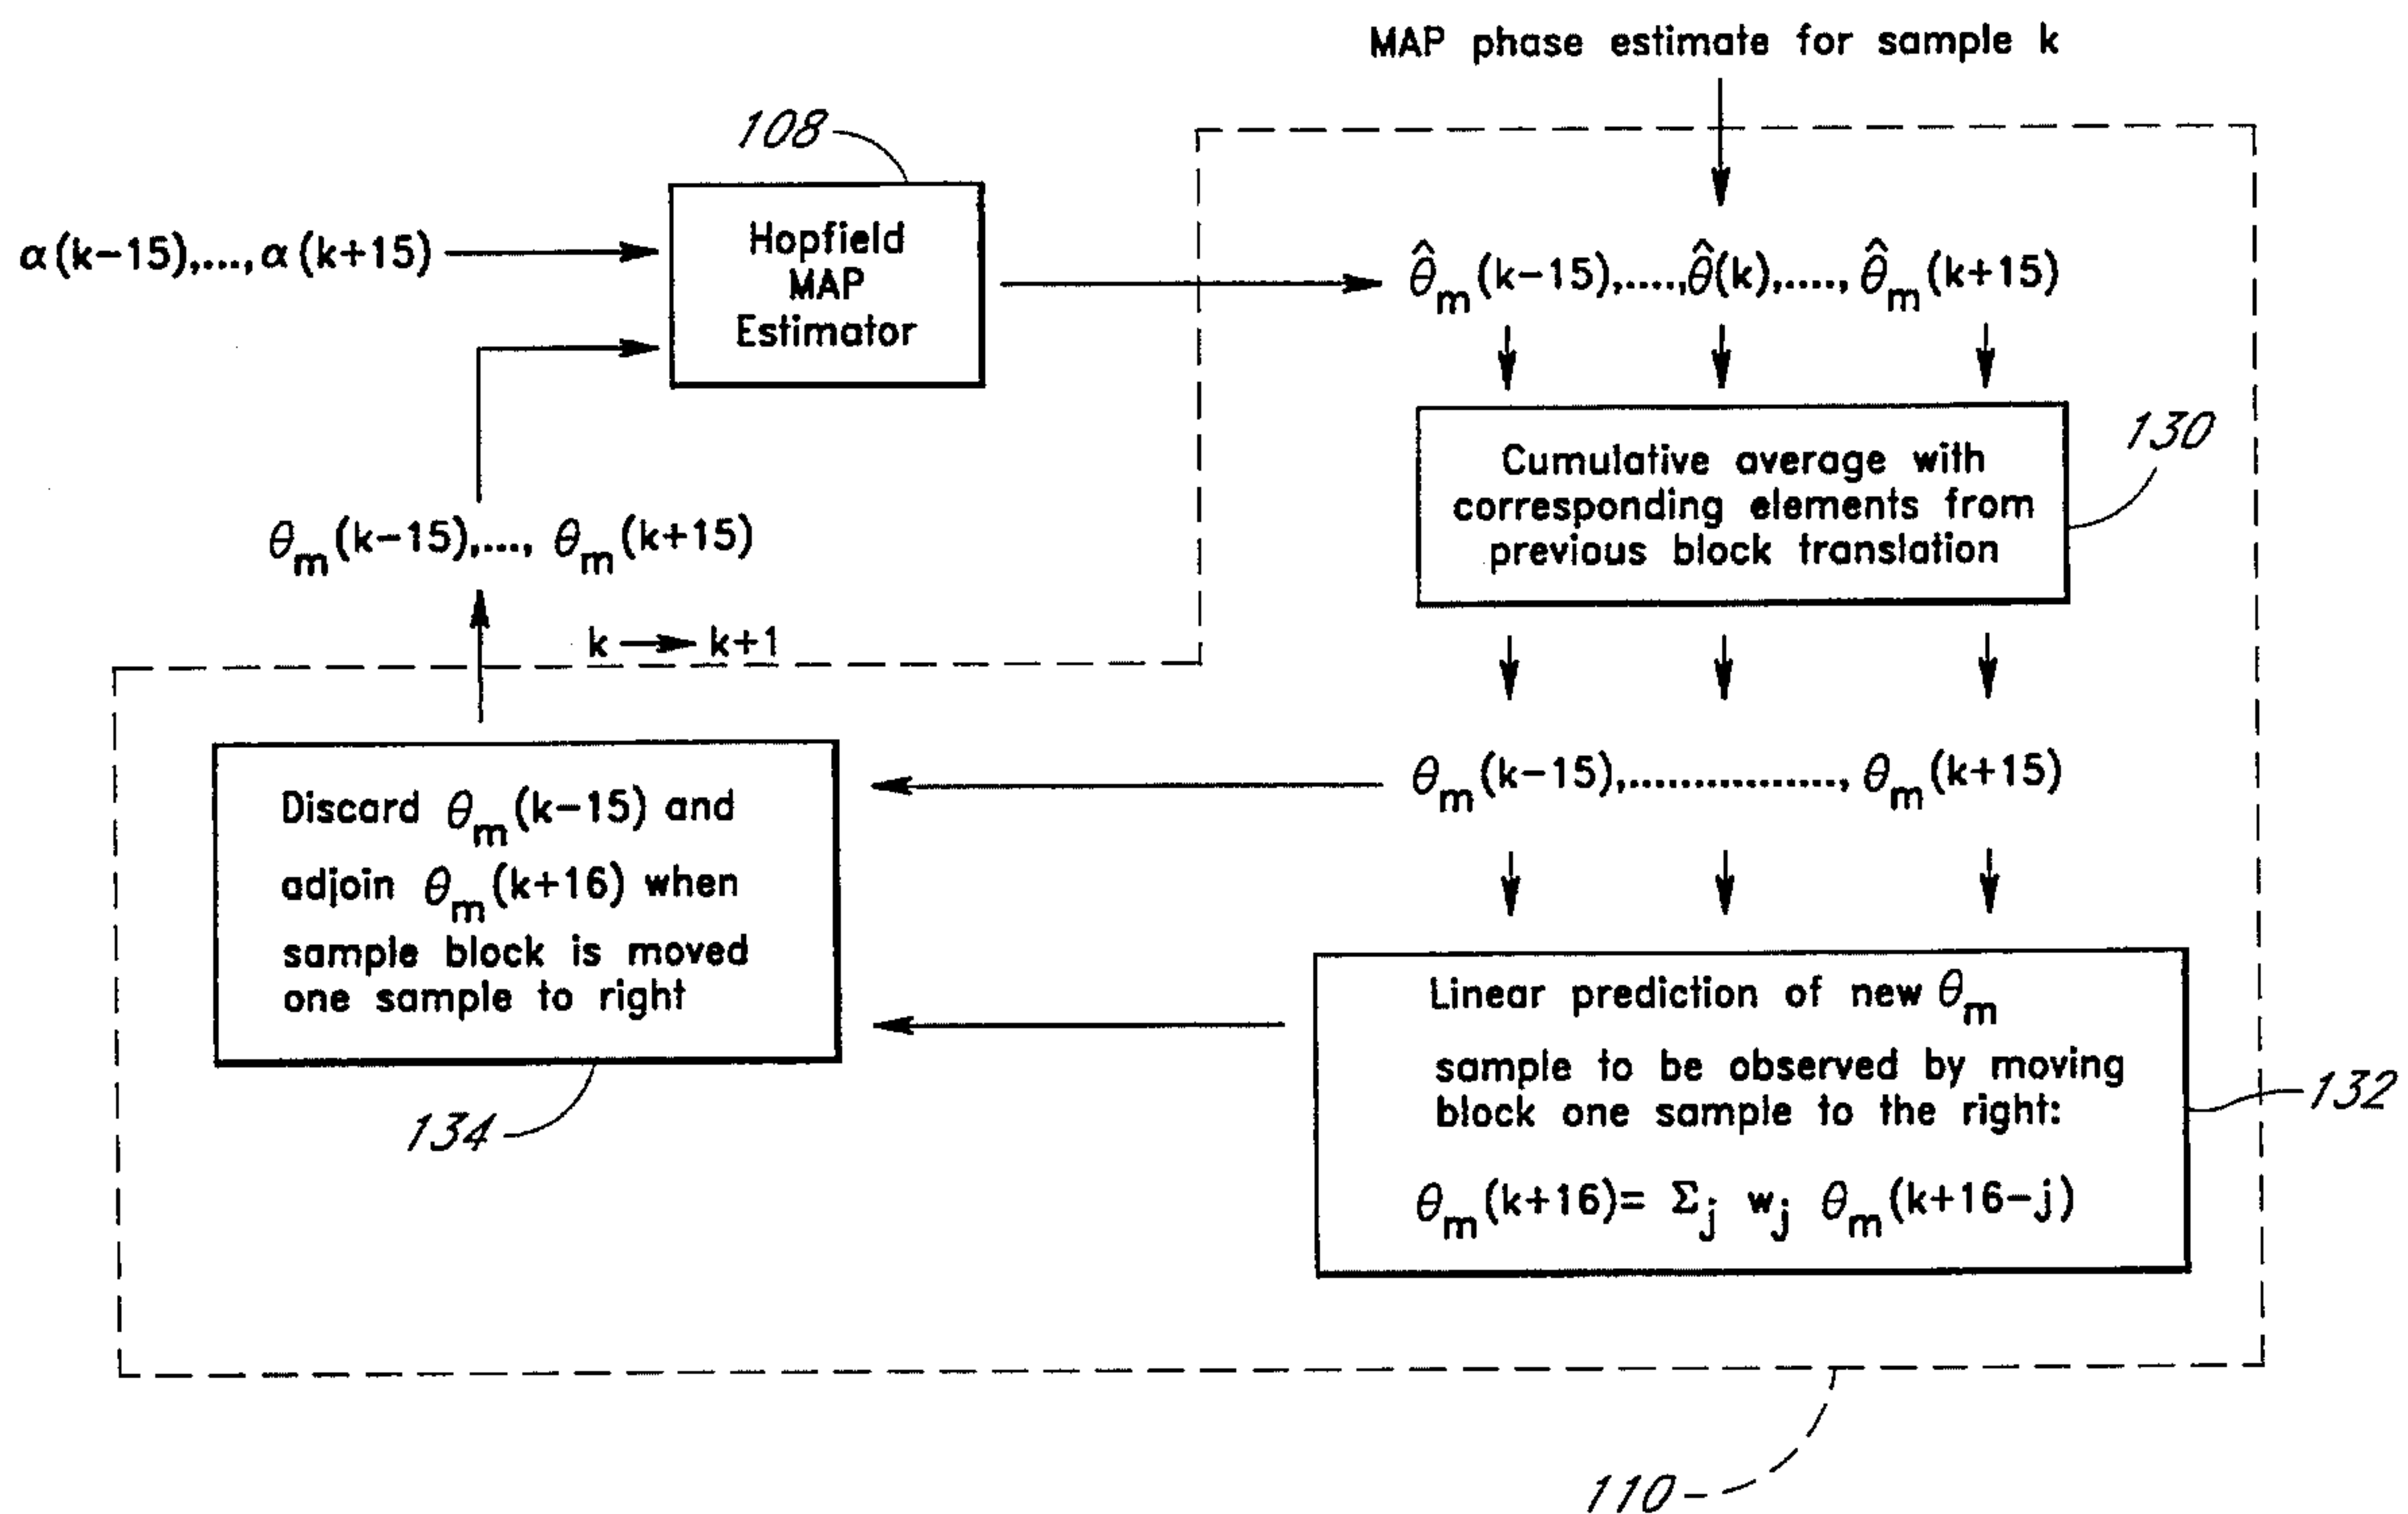 MAP phase estimate for sample k
108
α(k−15),...,α(k+15)
Hopfield
MAP
Estimator
θ̂m(k−15),....,θ̂(k),...., θ̂m(k+15)
130
Cumulative average with
corresponding elements from
previous block translation
θm(k−15),..., θm(k+15)
k → k+1
θm(k−15),................., θm(k+15)
Discard θm(k−15) and
adjoin θm(k+16) when
sample block is moved
one sample to right
134
Linear prediction of new θm
sample to be observed by moving
block one sample to the right:
θm(k+16)= Σj wj θm(k+16−j)
132
110